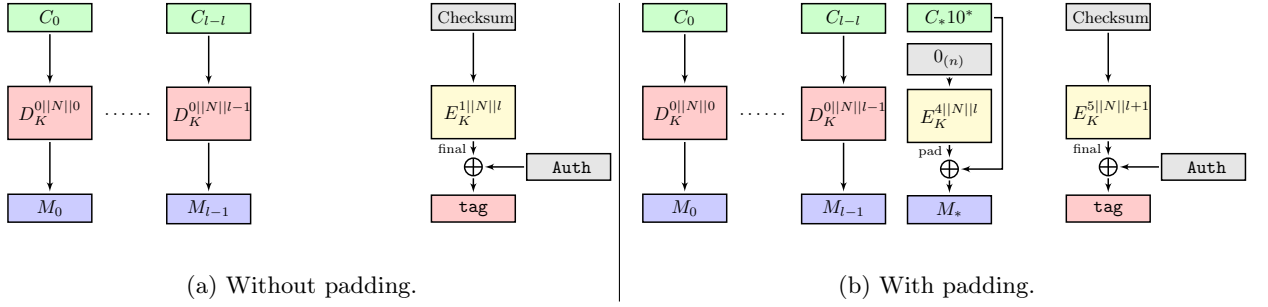 C_0 C_{l-l} Checksum
D_K^{0||N||0} ...... D_K^{0||N||l-1} E_K^{1||N||l}
final
⊕ Auth
M_0 M_{l-1} tag
(a) Without padding.
C_0 C_{l-l} C_*10^* Checksum
0_{(n)}
D_K^{0||N||0} ...... D_K^{0||N||l-1} E_K^{4||N||l} E_K^{5||N||l+1}
pad final
⊕ ⊕ Auth
M_0 M_{l-1} M_* tag
(b) With padding.